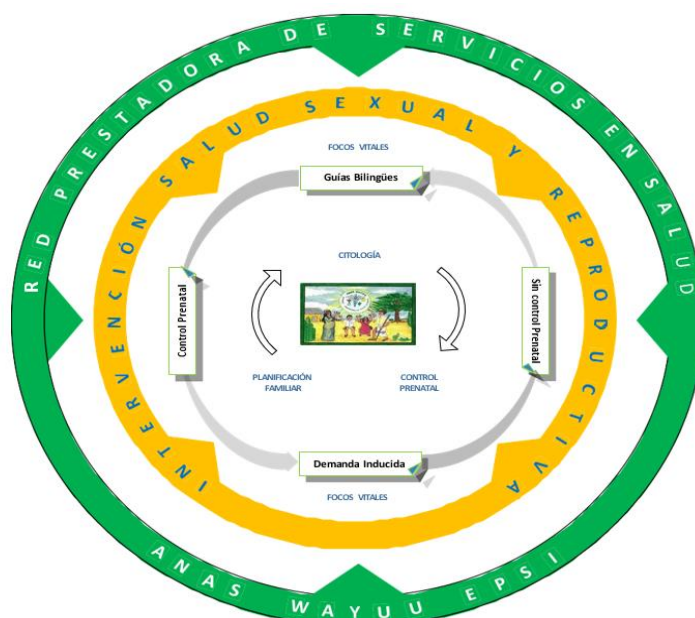 RED PRESTADORA DE SERVICIOS EN SALUD
INTERVENCIÓN SALUD SEXUAL Y REPRODUCTIVA
FOCOS VITALES
Guías Bilingües
CITOLOGÍA
Control Prenatal
Sin control Prenatal
PLANIFICACIÓN
FAMILIAR
CONTROL
PRENATAL
Demanda Inducida
FOCOS VITALES
ANAS WAYUU EPSI